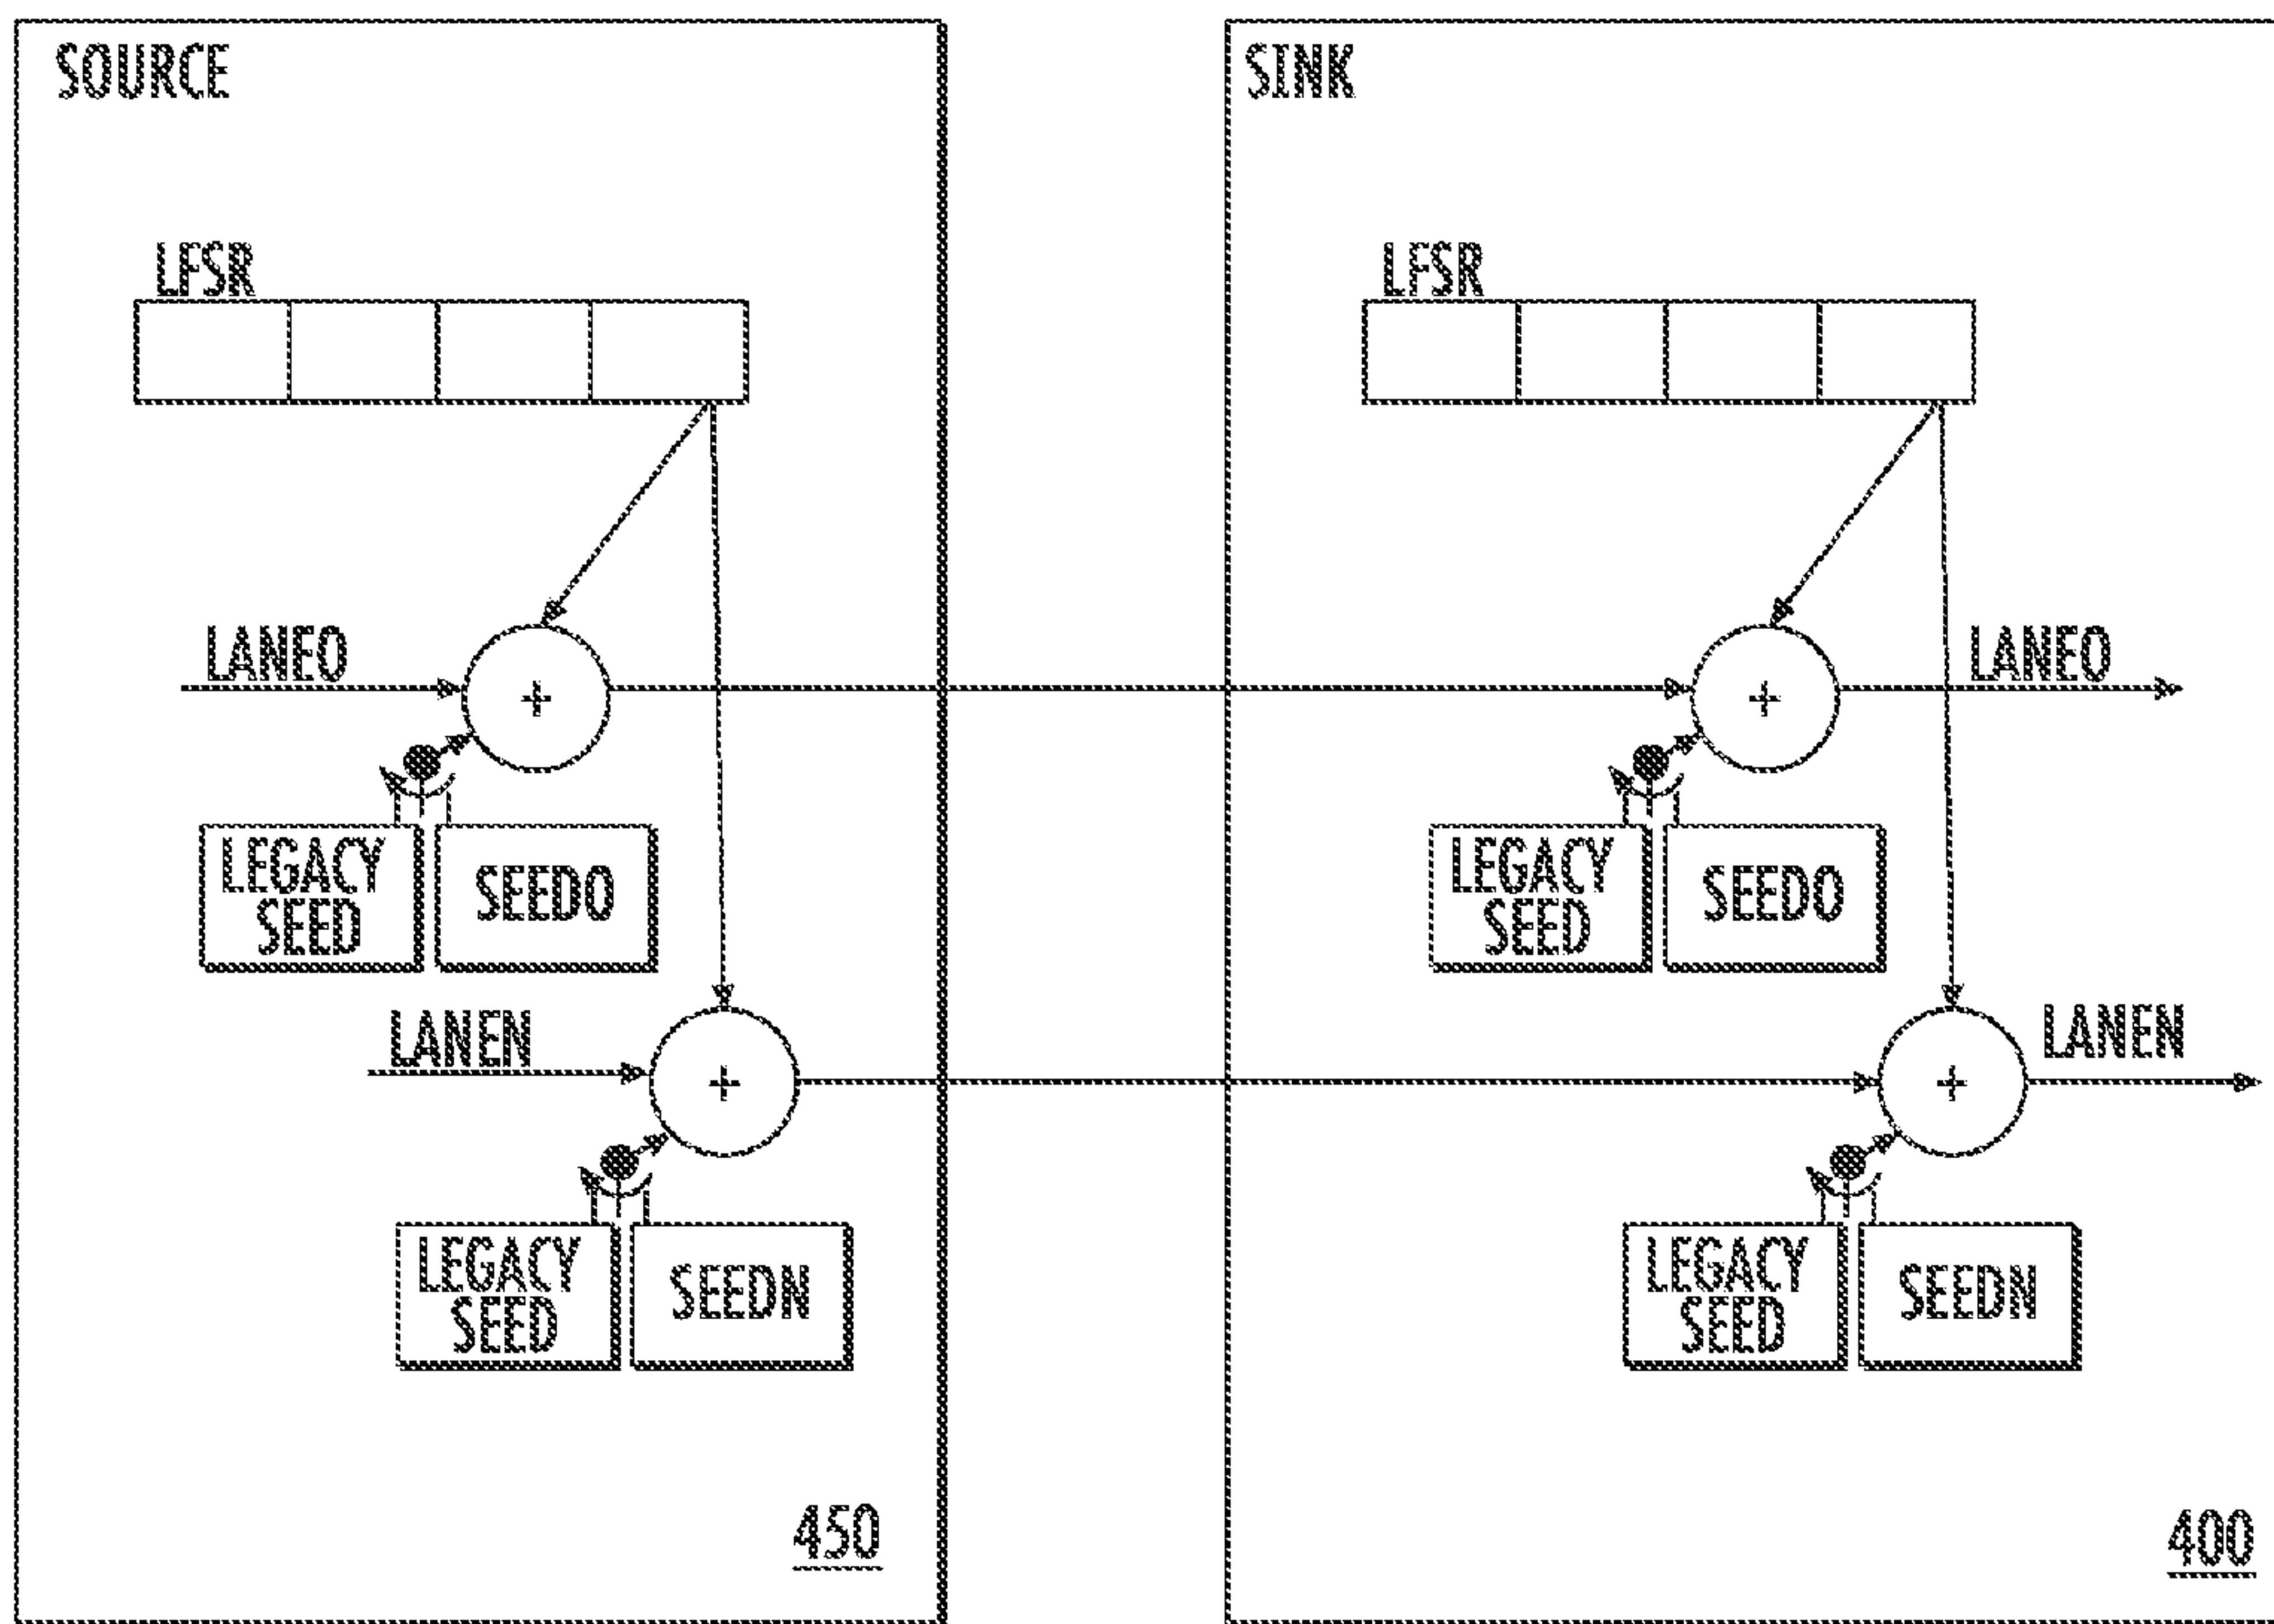 SOURCE
LFSR
LANE0
LEGACY
SEED
SEED0
LANEN
LEGACY
SEED
SEEDN
450
SINK
LFSR
LANE0
LEGACY
SEED
SEED0
LANEN
LEGACY
SEED
SEEDN
400